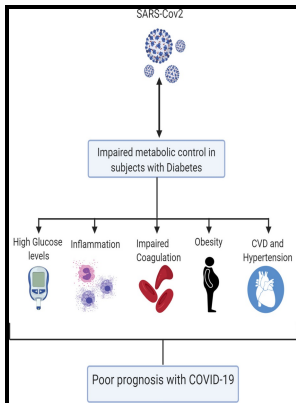 SARS-Cov2
Impaired metabolic control in
subjects with Diabetes
High Glucose
levels
Inflammation
Impaired
Coagulation
Obesity
CVD and
Hypertension
Poor prognosis with COVID-19